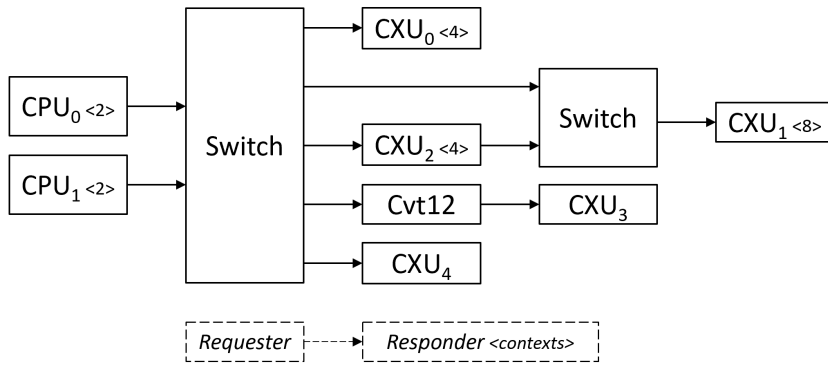 CXU₀ <4>
CPU₀ <2>
Switch
Switch
CXU₁ <8>
CXU₂ <4>
CPU₁ <2>
Cvt12
CXU₃
CXU₄
Requester
Responder <contexts>